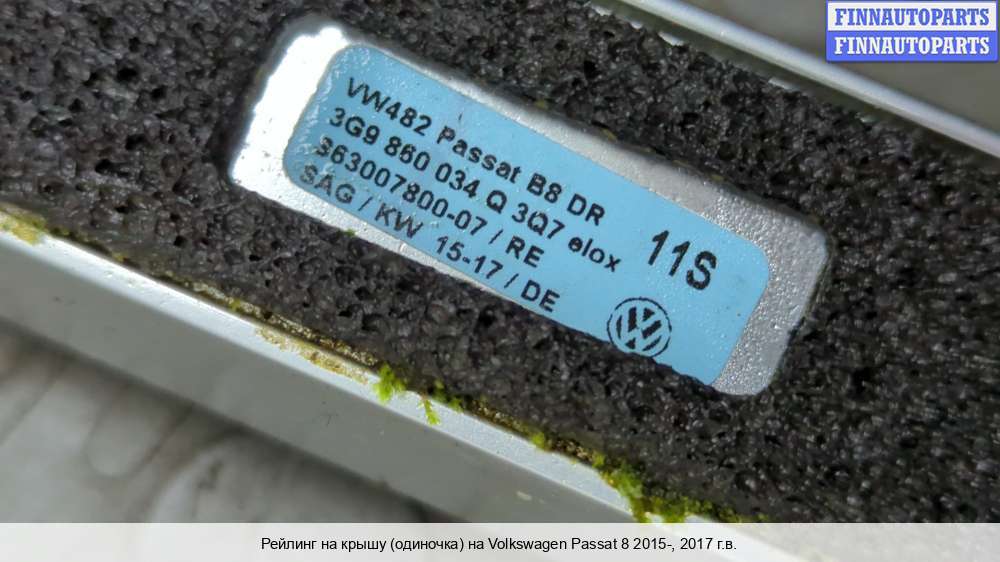 FINNAUTOPARTS
FINNAUTOPARTS
VW482 Passat B8 DR
3G9 860 034 Q 3Q7 elox
363007800-07 / RE
SAG / KW 15-17 / DE
11S
Рейлинг на крышу (одиночка) на Volkswagen Passat 8 2015-, 2017 г.в.